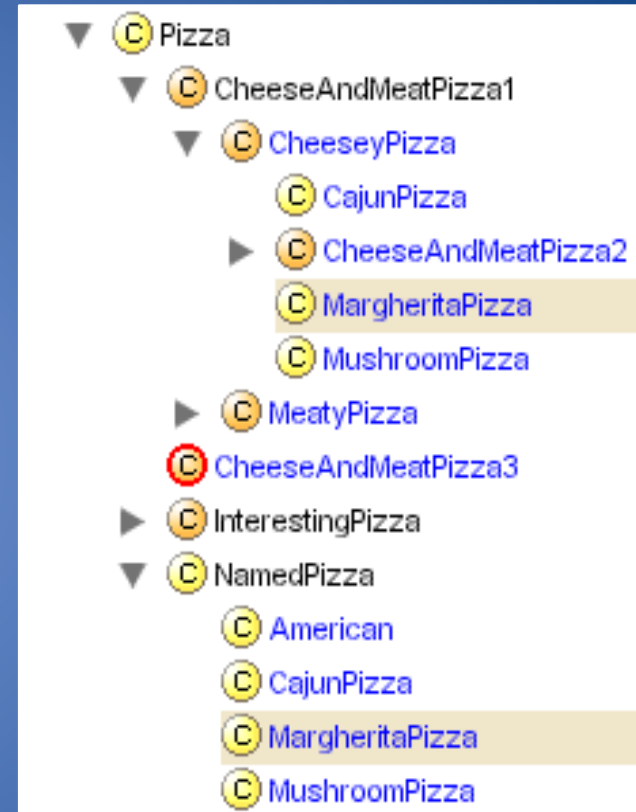 C Pizza
C CheeseAndMeatPizza1
C CheeseyPizza
C CajunPizza
C CheeseAndMeatPizza2
C MargheritaPizza
C MushroomPizza
C MeatyPizza
C CheeseAndMeatPizza3
C InterestingPizza
C NamedPizza
C American
C CajunPizza
C MargheritaPizza
C MushroomPizza